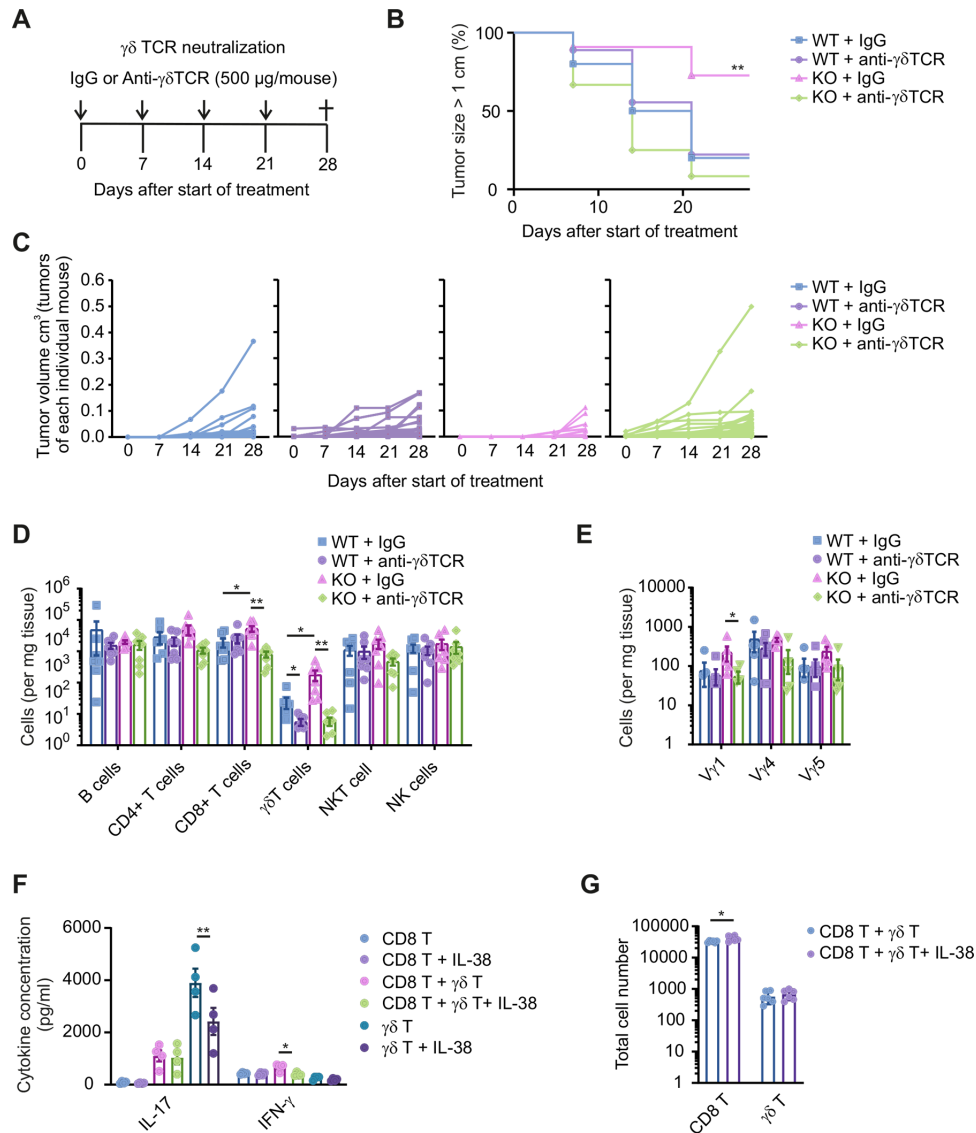 A
γδ TCR neutralization
IgG or Anti-γδTCR (500 µg/mouse)
0 7 14 21 28
Days after start of treatment
B
Tumor size > 1 cm (%)
100
50
0
0 10 20
Days after start of treatment
WT + IgG
WT + anti-γδTCR
KO + IgG
KO + anti-γδTCR
**
C
Tumor volume cm³ (tumors
of each individual mouse)
0.6
0.5
0.4
0.3
0.2
0.1
0.0
0 7 14 21 28 0 7 14 21 28 0 7 14 21 28 0 7 14 21 28
Days after start of treatment
WT + IgG
WT + anti-γδTCR
KO + IgG
KO + anti-γδTCR
D
WT + IgG
WT + anti-γδTCR
KO + IgG
KO + anti-γδTCR
Cells (per mg tissue)
10⁶
10⁵
10⁴
10³
10²
10¹
10⁰
* ** * * **
B cells
CD4+ T cells
CD8+ T cells
γδT cells
NKT cell
NK cells
E
WT + IgG
WT + anti-γδTCR
KO + IgG
KO + anti-γδTCR
Cells (per mg tissue)
10000
1000
100
10
1
*
Vγ1
Vγ4
Vγ5
F
Cytokine concentration
(pg/ml)
6000
4000
2000
0
**
*
IL-17
IFN-γ
CD8 T
CD8 T + IL-38
CD8 T + γδ T
CD8 T + γδ T+ IL-38
γδ T
γδ T + IL-38
G
Total cell number
100000
10000
1000
100
10
1
*
CD8 T
γδ T
CD8 T + γδ T
CD8 T + γδ T+ IL-38